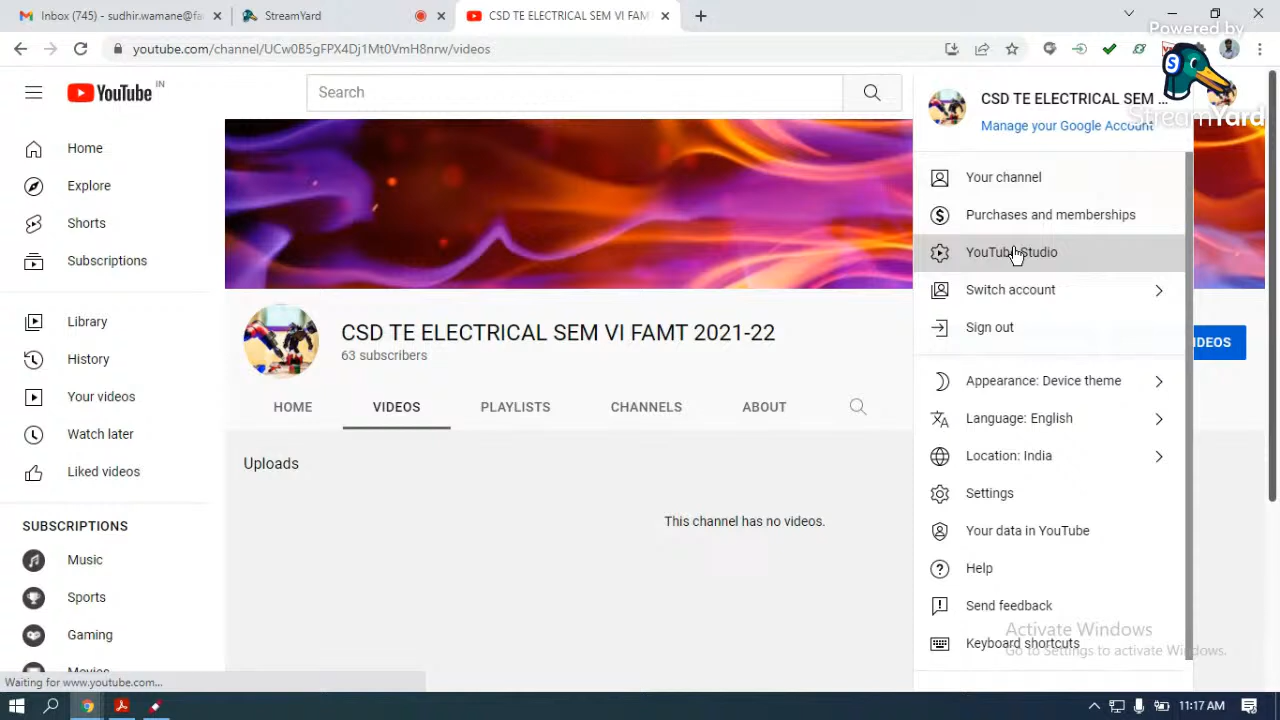 Inbox (745) - sudhir.wamane@fa
StreamYard
CSD TE ELECTRICAL SEM VI FAM
youtube.com/channel/UCw0B5gFPX4Dj1Mt0VmH8nrw/videos
Powered by
StreamYard
YouTube IN
Search
CSD TE ELECTRICAL SEM ...
Manage your Google Account
Home
Explore
Shorts
Subscriptions
Library
History
Your videos
Watch later
Liked videos
SUBSCRIPTIONS
Music
Sports
Gaming
Movies
CSD TE ELECTRICAL SEM VI FAMT 2021-22
63 subscribers
HOME
VIDEOS
PLAYLISTS
CHANNELS
ABOUT
Uploads
This channel has no videos.
Your channel
Purchases and memberships
YouTube Studio
Switch account
Sign out
IDEOS
Appearance: Device theme
Language: English
Location: India
Settings
Your data in YouTube
Help
Send feedback
Keyboard shortcuts
Activate Windows
Go to Settings to activate Windows.
Waiting for www.youtube.com...
11:17 AM